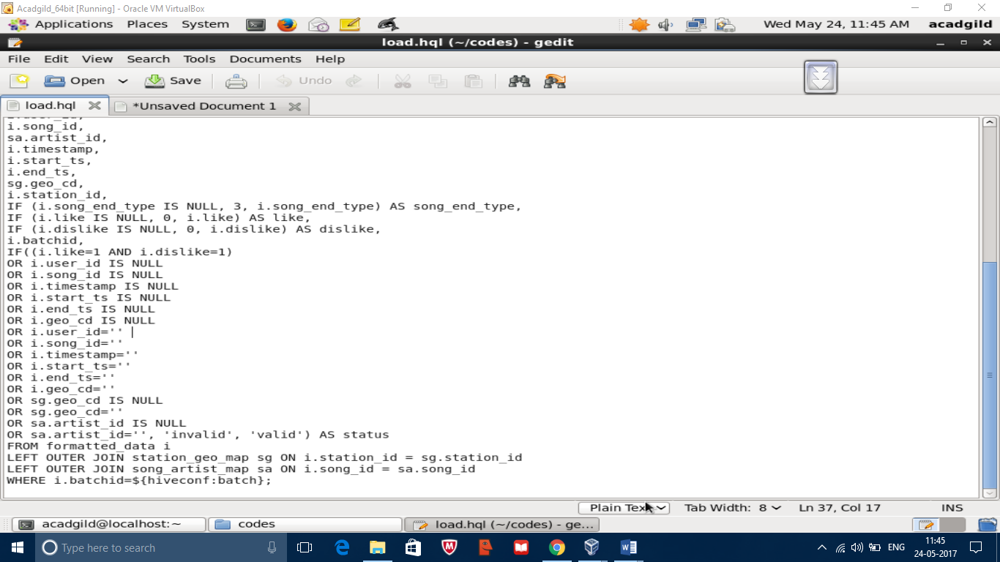 Acadgild_64bit [Running] - Oracle VM VirtualBox
Applications Places System Wed May 24, 11:45 AM acadgild
load.hql (~/codes) - gedit
File Edit View Search Tools Documents Help
Open Save Undo
load.hql *Unsaved Document 1
i.song_id,
sa.artist_id,
i.timestamp,
i.start_ts,
i.end_ts,
sg.geo_cd,
i.station_id,
IF (i.song_end_type IS NULL, 3, i.song_end_type) AS song_end_type,
IF (i.like IS NULL, 0, i.like) AS like,
IF (i.dislike IS NULL, 0, i.dislike) AS dislike,
i.batchid,
IF((i.like=1 AND i.dislike=1)
OR i.user_id IS NULL
OR i.song_id IS NULL
OR i.timestamp IS NULL
OR i.start_ts IS NULL
OR i.end_ts IS NULL
OR i.geo_cd IS NULL
OR i.user_id=''
OR i.song_id=''
OR i.timestamp=''
OR i.start_ts=''
OR i.end_ts=''
OR i.geo_cd=''
OR sg.geo_cd IS NULL
OR sg.geo_cd=''
OR sa.artist_id IS NULL
OR sa.artist_id='', 'invalid', 'valid') AS status
FROM formatted_data i
LEFT OUTER JOIN station_geo_map sg ON i.station_id = sg.station_id
LEFT OUTER JOIN song_artist_map sa ON i.song_id = sa.song_id
WHERE i.batchid=${hiveconf:batch};
Plain Tex Tab Width: 8 Ln 37, Col 17 INS
acadgild@localhost:~ codes load.hql (~/codes) - ge...
Type here to search ENG 11:45
24-05-2017